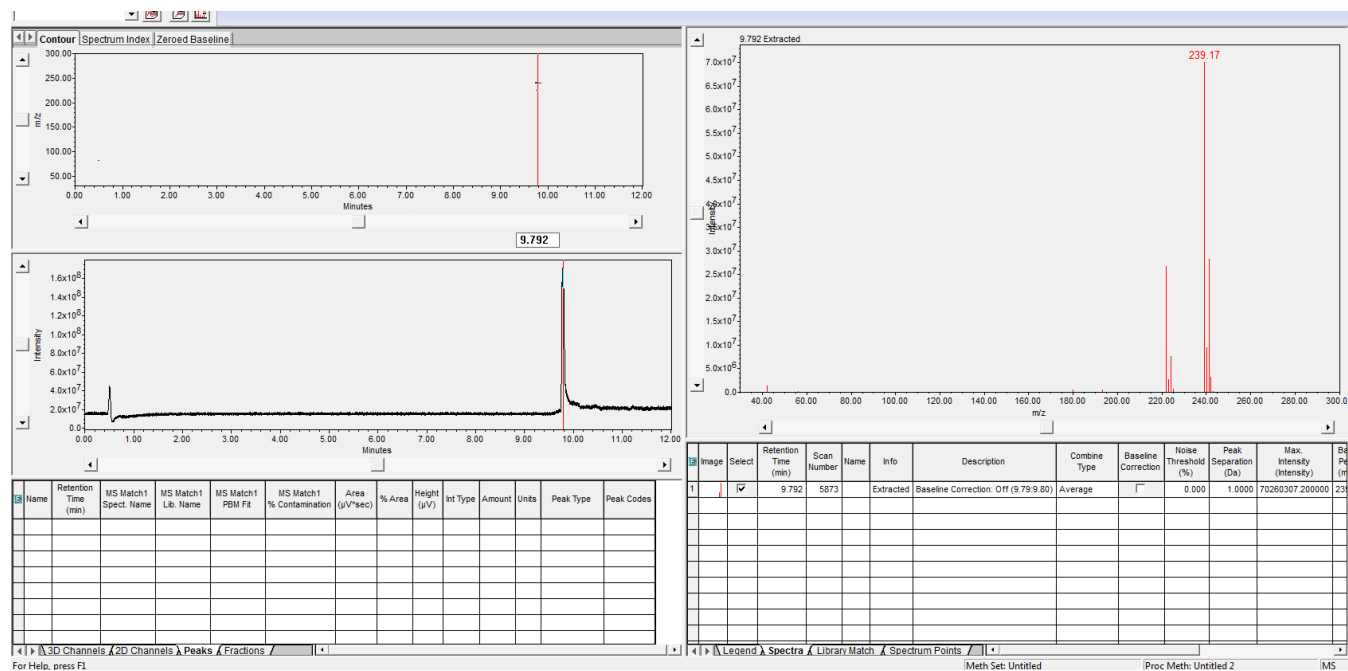 Contour Spectrum Index Zeroed Baseline
300.00
250.00
200.00
m/z
150.00
100.00
50.00
0.00 1.00 2.00 3.00 4.00 5.00 6.00 7.00 8.00 9.00 10.00 11.00 12.00
Minutes
9.792
1.6x10⁸
1.4x10⁸
1.2x10⁸
1.0x10⁸
Intensity
8.0x10⁷
6.0x10⁷
4.0x10⁷
2.0x10⁷
0.0
0.00 1.00 2.00 3.00 4.00 5.00 6.00 7.00 8.00 9.00 10.00 11.00 12.00
Minutes
Name Retention Time (min) MS Match1 Spect. Name MS Match1 Lib. Name MS Match1 PBM Fit MS Match1 % Contamination Area (µV*sec) % Area Height (µV) Int Type Amount Units Peak Type Peak Codes
3D Channels 2D Channels Peaks Fractions
For Help, press F1
9.792 Extracted
239.17
7.0x10⁷
6.5x10⁷
6.0x10⁷
5.5x10⁷
5.0x10⁷
4.5x10⁷
4.0x10⁷
Intensity
3.5x10⁷
3.0x10⁷
2.5x10⁷
2.0x10⁷
1.5x10⁷
1.0x10⁷
5.0x10⁶
0.0
40.00 60.00 80.00 100.00 120.00 140.00 160.00 180.00 200.00 220.00 240.00 260.00 280.00 300.0
m/z
Image Select Retention Time (min) Scan Number Name Info Description Combine Type Baseline Correction Noise Threshold (%) Peak Separation (Da) Max. Intensity (Intensity)
1 9.792 5873 Extracted Baseline Correction: Off (9.79:9.80) Average 0.000 1.0000 70260307.200000
Legend Spectra Library Match Spectrum Points
Meth Set: Untitled Proc Meth: Untitled 2 MS